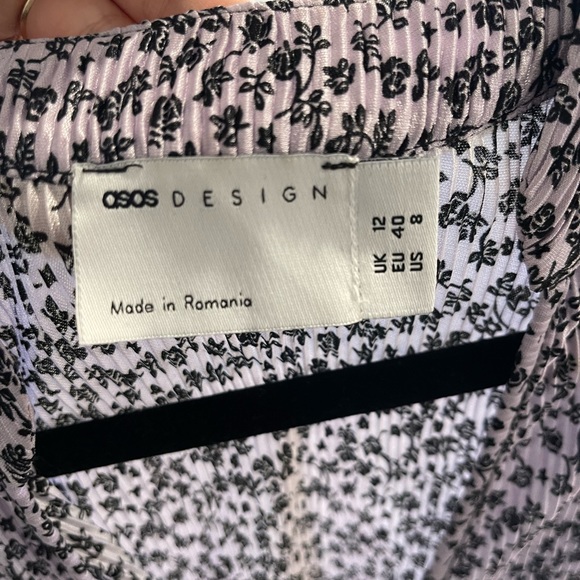 asos DESIGN
Made in Romania
UK 12
EU 40
US 8